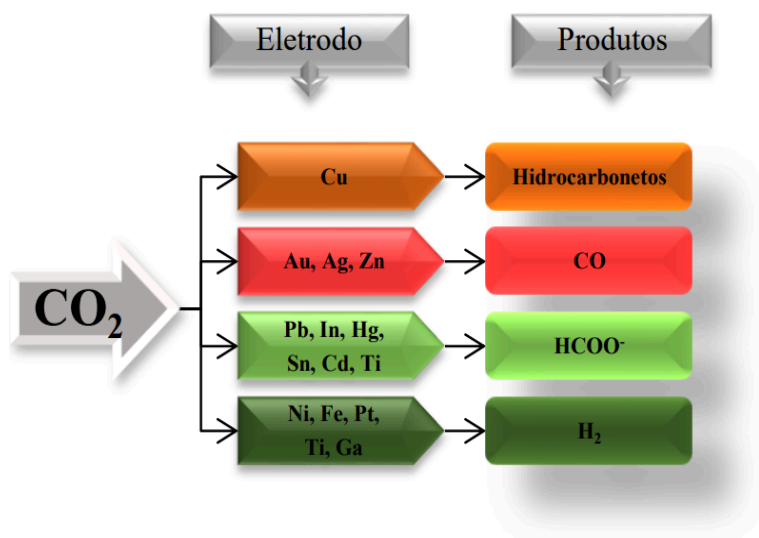 Eletrodo
Produtos
CO₂
Cu
Hidrocarbonetos
Au, Ag, Zn
CO
Pb, In, Hg,
Sn, Cd, Ti
HCOO⁻
Ni, Fe, Pt,
Ti, Ga
H₂